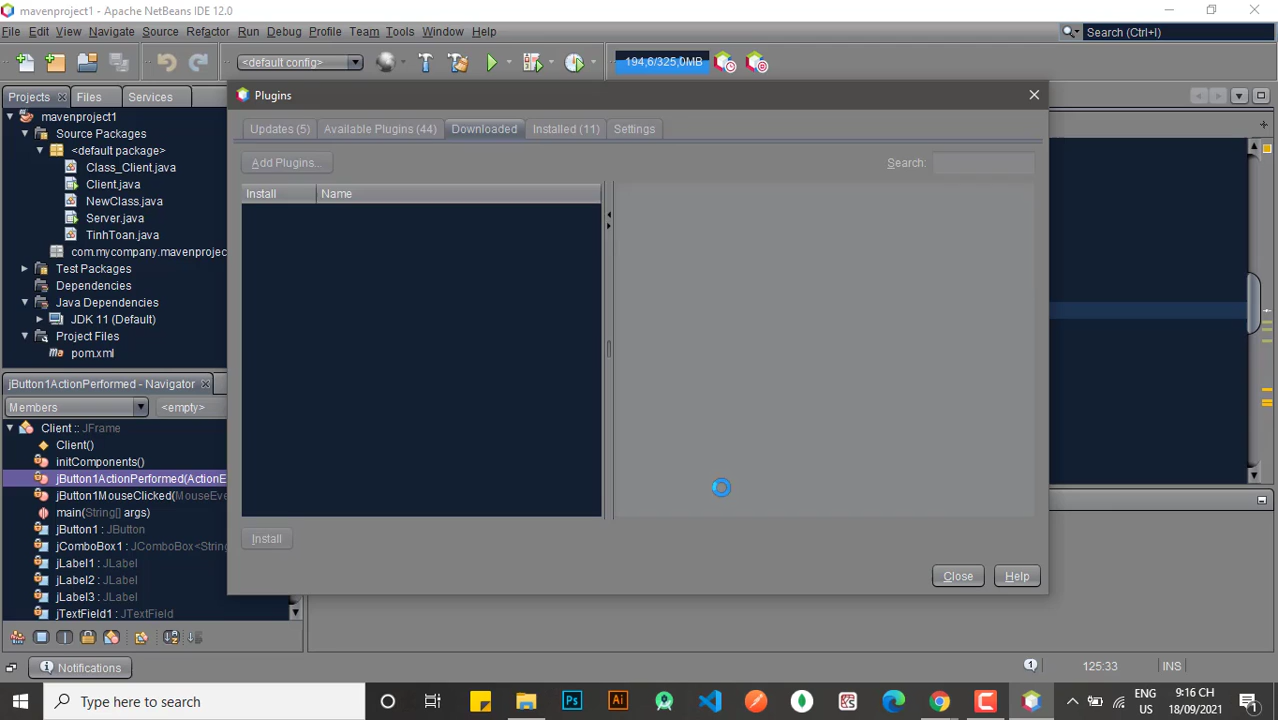 mavenproject1 - Apache NetBeans IDE 12.0
File Edit View Navigate Source Refactor Run Debug Profile Team Tools Window Help
Search (Ctrl+I)
<default config>
194,6/325,0MB
Projects
Files
Services
mavenproject1
Source Packages
<default package>
Class_Client.java
Client.java
NewClass.java
Server.java
TinhToan.java
com.mycompany.mavenprojec
Test Packages
Dependencies
Java Dependencies
JDK 11 (Default)
Project Files
pom.xml
Plugins
Updates (5)
Available Plugins (44)
Downloaded
Installed (11)
Settings
Add Plugins...
Search:
Install
Name
Install
Close
Help
jButton1ActionPerformed - Navigator
Members
<empty>
Client :: JFrame
Client()
initComponents()
jButton1ActionPerformed(ActionE
jButton1MouseClicked(MouseEve
main(String[] args)
jButton1 : JButton
jComboBox1 : JComboBox<String
jLabel1 : JLabel
jLabel2 : JLabel
jLabel3 : JLabel
jTextField1 : JTextField
Notifications
1
125:33
INS
Type here to search
Ps
Ai
ENG
US
9:16 CH
18/09/2021
1